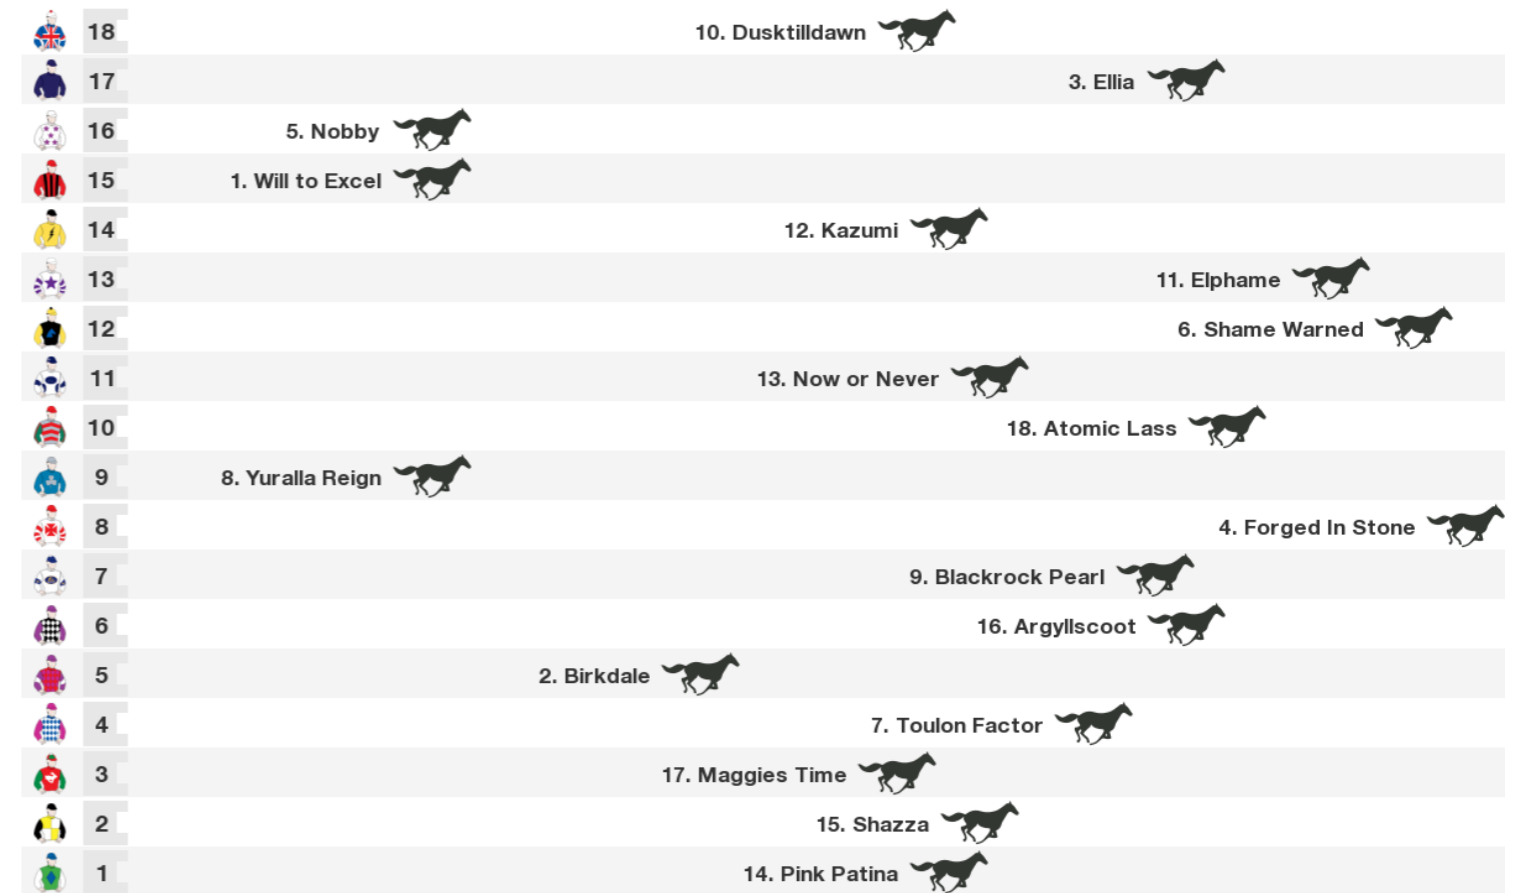 18 10. Dusktilldawn
17 3. Ellia
16 5. Nobby
15 1. Will to Excel
14 12. Kazumi
13 11. Elphame
12 6. Shame Warned
11 13. Now or Never
10 18. Atomic Lass
9 8. Yuralla Reign
8 4. Forged In Stone
7 9. Blackrock Pearl
6 16. Argyllscoot
5 2. Birkdale
4 7. Toulon Factor
3 17. Maggies Time
2 15. Shazza
1 14. Pink Patina